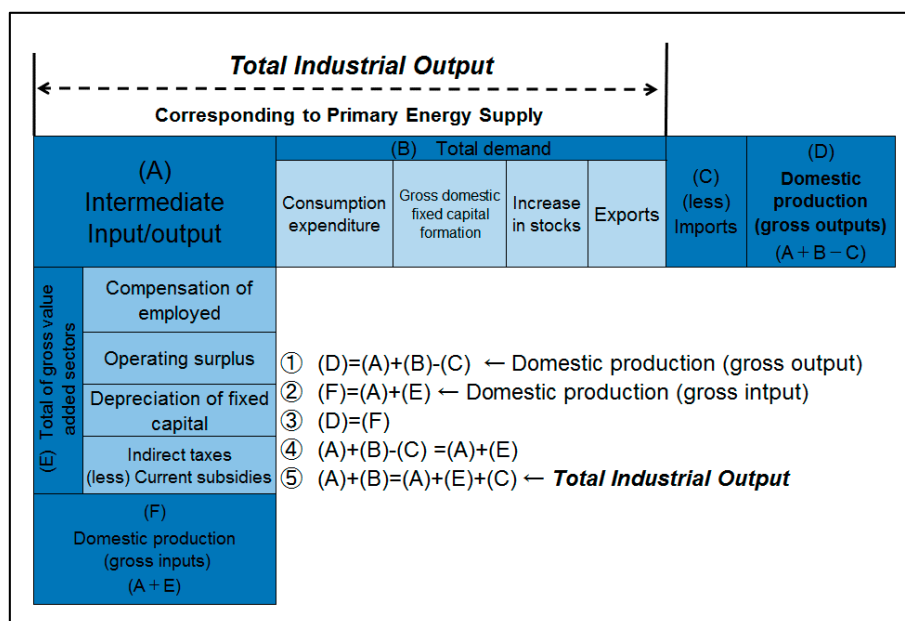 Total Industrial Output
Corresponding to Primary Energy Supply
(A)
Intermediate
Input/output
(B) Total demand
Consumption
expenditure
Gross domestic
fixed capital
formation
Increase
in stocks
Exports
(C)
(less)
Imports
(D)
Domestic
production
(gross outputs)
(A+B−C)
(E) Total of gross value
added sectors
Compensation of
employed
Operating surplus
Depreciation of fixed
capital
Indirect taxes
(less) Current subsidies
(F)
Domestic production
(gross inputs)
(A+E)
① (D)=(A)+(B)-(C) ← Domestic production (gross output)
② (F)=(A)+(E) ← Domestic production (gross intput)
③ (D)=(F)
④ (A)+(B)-(C) =(A)+(E)
⑤ (A)+(B)=(A)+(E)+(C) ← Total Industrial Output